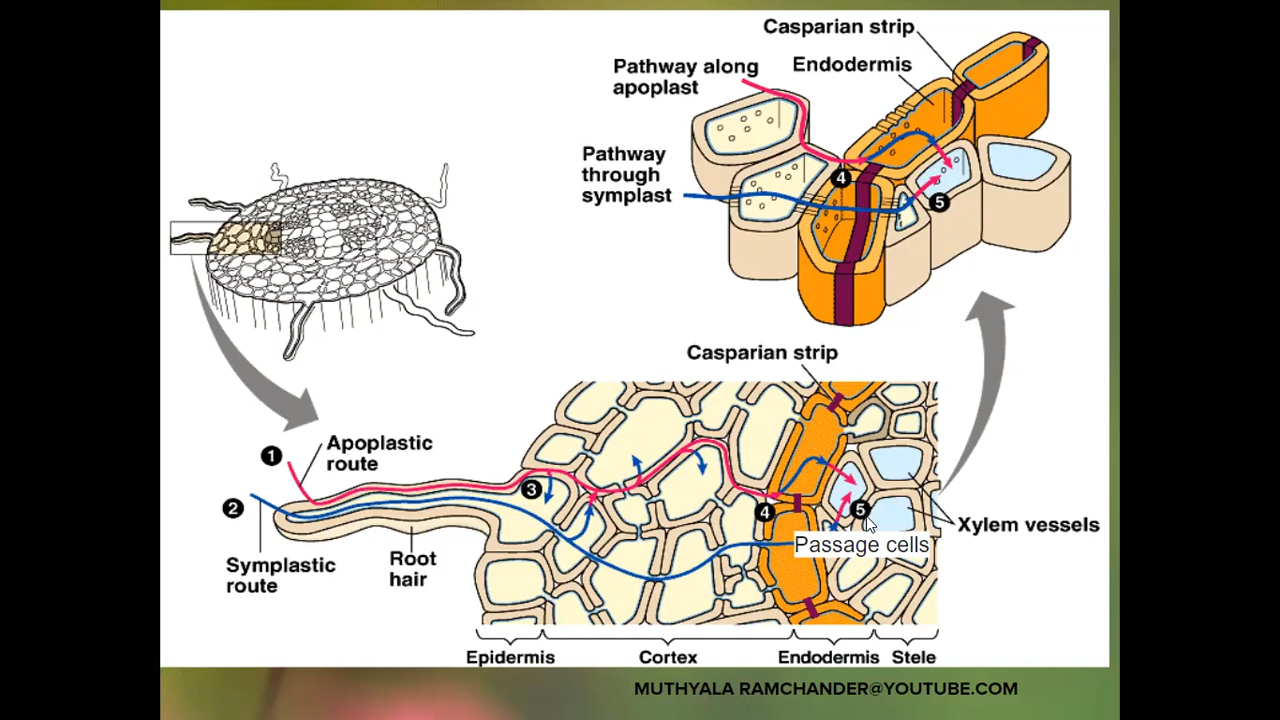 Casparian strip
Endodermis
Pathway along
apoplast
Pathway
through
symplast
4
5
Casparian strip
1
Apoplastic
route
2
3
4
5
Xylem vessels
Passage cells
Symplastic
route
Root
hair
Epidermis
Cortex
Endodermis
Stele
MUTHYALA RAMCHANDER@YOUTUBE.COM